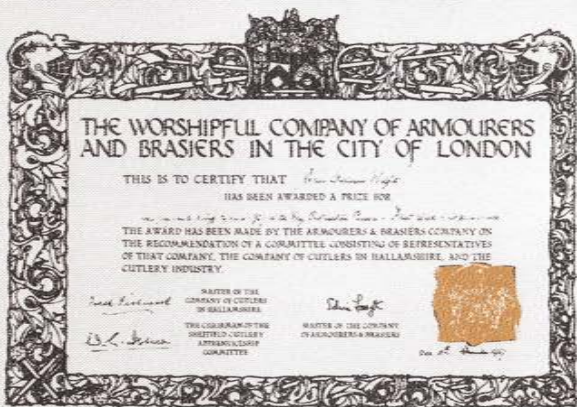 THE WORSHIPFUL COMPANY OF ARMOURERS
AND BRASIERS IN THE CITY OF LONDON
THIS IS TO CERTIFY THAT
HAS BEEN AWARDED A PRIZE FOR
THE AWARD HAS BEEN MADE BY THE ARMOURERS & BRASIERS COMPANY ON
THE RECOMMENDATION OF A COMMITTEE CONSISTING OF REPRESENTATIVES
OF THAT COMPANY, THE COMPANY OF CUTLERS IN HALLAMSHIRE, AND THE
CUTLERY INDUSTRY.
MASTER OF THE
COMPANY OF CUTLERS
IN HALLAMSHIRE
THE CHAIRMAN OF THE
SHEFFIELD CUTLERY
APPRENTICESHIP
COMMITTEE
MASTER OF THE COMPANY
OF ARMOURERS & BRASIERS